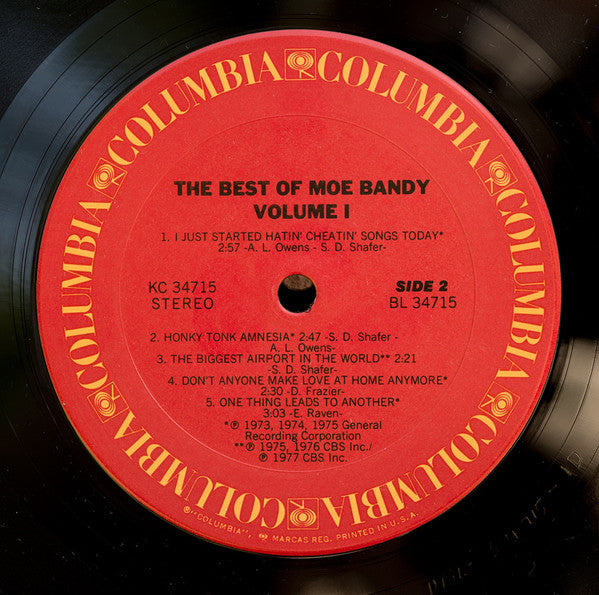 COLUMBIA COLUMBIA COLUMBIA COLUMBIA COLUMBIA COLUMBIA
THE BEST OF MOE BANDY
VOLUME I
1. I JUST STARTED HATIN' CHEATIN' SONGS TODAY*
2:57 -A. L. Owens - S. D. Shafer-
KC 34715
STEREO
SIDE 2
BL 34715
2. HONKY TONK AMNESIA* 2:47 -S. D. Shafer -
A. L. Owens-
3. THE BIGGEST AIRPORT IN THE WORLD** 2:21
-S. D. Shafer-
4. DON'T ANYONE MAKE LOVE AT HOME ANYMORE*
2:30 -D. Frazier-
5. ONE THING LEADS TO ANOTHER*
3:03 -E. Raven-
*℗ 1973, 1974, 1975 General
Recording Corporation
**℗ 1975, 1976 CBS Inc./
℗ 1977 CBS Inc.
®"COLUMBIA", MARCAS REG. PRINTED IN U.S.A.